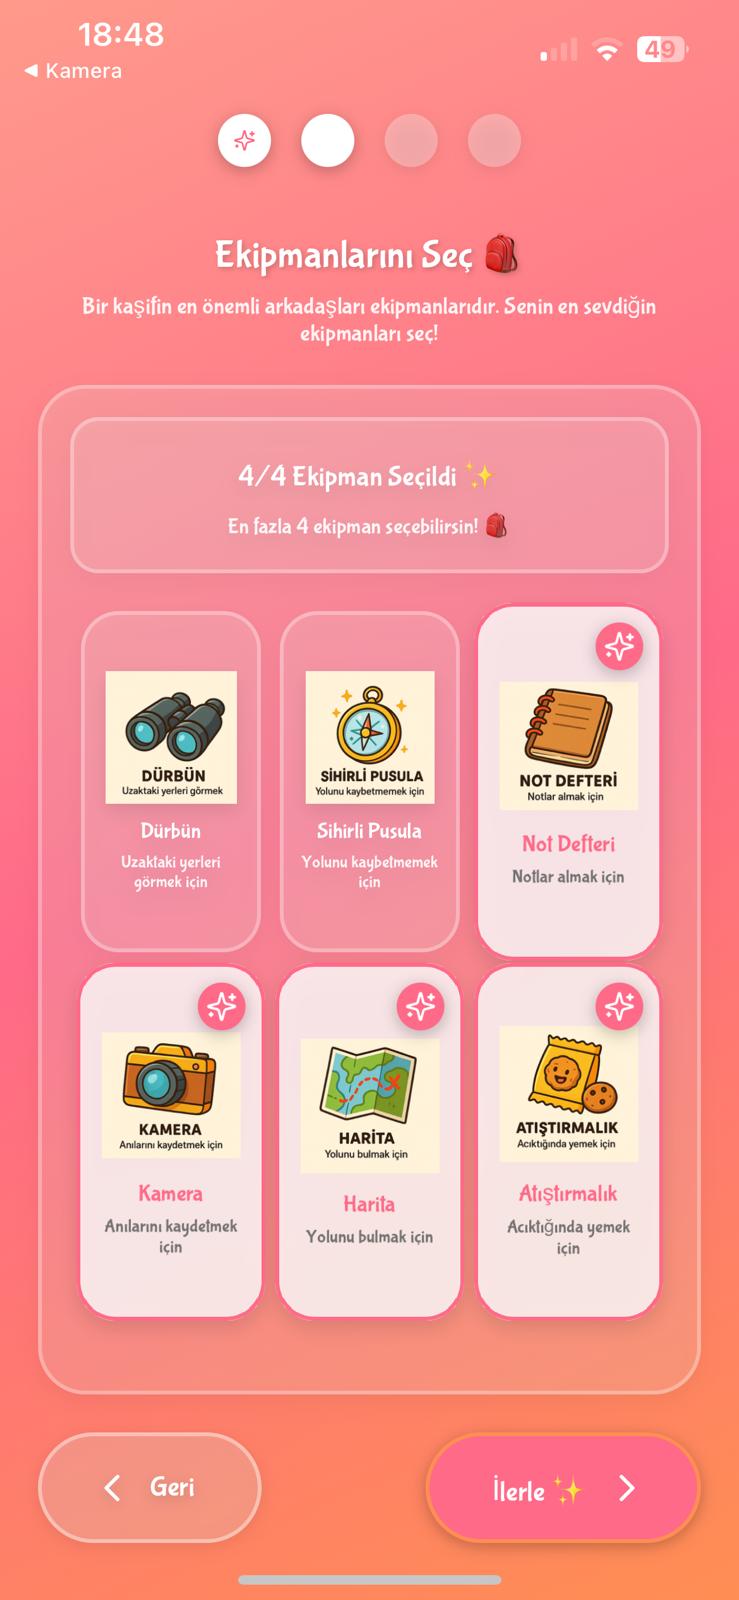 18:48
49
◀ Kamera
Ekipmanlarını Seç 🎒
Bir kaşifin en önemli arkadaşları ekipmanlarıdır. Senin en sevdiğin
ekipmanları seç!
4/4 Ekipman Seçildi ✨
En fazla 4 ekipman seçebilirsin! 🎒
DÜRBÜN
Uzaktaki yerleri görmek
Dürbün
Uzaktaki yerleri
görmek için
SİHİRLİ PUSULA
Yolunu kaybetmemek için
Sihirli Pusula
Yolunu kaybetmemek
için
NOT DEFTERİ
Notlar almak için
Not Defteri
Notlar almak için
KAMERA
Anılarını kaydetmek için
Kamera
Anılarını kaydetmek
için
HARİTA
Yolunu bulmak için
Harita
Yolunu bulmak için
ATIŞTIRMALIK
Acıktığında yemek için
Atıştırmalık
Acıktığında yemek
için
Geri
İlerle ✨